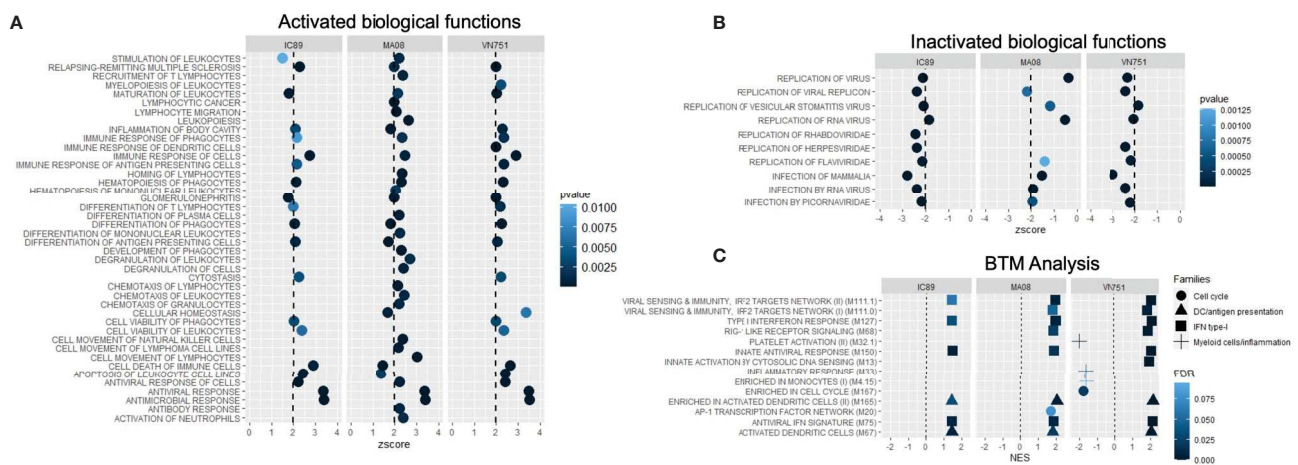 A
Activated biological functions
IC89
MA08
VN751
STIMULATION OF LEUKOCYTES
RELAPSING-REMITTING MULTIPLE SCLEROSIS
RECRUITMENT OF T LYMPHOCYTES
MYELOPOIESIS OF LEUKOCYTES
MATURATION OF LEUKOCYTES
LYMPHOCYTIC CANCER
LYMPHOCYTE MIGRATION
LEUKOPOIESIS
INFLAMMATION OF BODY CAVITY
IMMUNE RESPONSE OF PHAGOCYTES
IMMUNE RESPONSE OF DENDRITIC CELLS
IMMUNE RESPONSE OF CELLS
IMMUNE RESPONSE OF ANTIGEN PRESENTING CELLS
HOMING OF LYMPHOCYTES
HEMATOPOIESIS OF PHAGOCYTES
HEMATOPOIESIS OF MONONUCLEAR LEUKOCYTES
GLOMERULONEPHRITIS
DIFFERENTIATION OF T LYMPHOCYTES
DIFFERENTIATION OF PLASMA CELLS
DIFFERENTIATION OF PHAGOCYTES
DIFFERENTIATION OF MONONUCLEAR LEUKOCYTES
DIFFERENTIATION OF ANTIGEN PRESENTING CELLS
DEVELOPMENT OF PHAGOCYTES
DEGRANULATION OF LEUKOCYTES
DEGRANULATION OF CELLS
CYTOSTASIS
CHEMOTAXIS OF LYMPHOCYTES
CHEMOTAXIS OF LEUKOCYTES
CHEMOTAXIS OF GRANULOCYTES
CELLULAR HOMEOSTASIS
CELL VIABILITY OF PHAGOCYTES
CELL VIABILITY OF LEUKOCYTES
CELL MOVEMENT OF NATURAL KILLER CELLS
CELL MOVEMENT OF LYMPHOMA CELL LINES
CELL MOVEMENT OF LYMPHOCYTES
CELL DEATH OF IMMUNE CELLS
APOPTOSIS OF LEUKOCYTE CELL LINES
ANTIVIRAL RESPONSE OF CELLS
ANTIVIRAL RESPONSE
ANTIMICROBIAL RESPONSE
ANTIBODY RESPONSE
ACTIVATION OF NEUTROPHILS
0 1 2 3 4 0 1 2 3 4 0 1 2 3 4
zscore
pvalue
0.0100
0.0075
0.0050
0.0025
B
Inactivated biological functions
IC89
MA08
VN751
REPLICATION OF VIRUS
REPLICATION OF VIRAL REPLICON
REPLICATION OF VESICULAR STOMATITIS VIRUS
REPLICATION OF RNA VIRUS
REPLICATION OF RHABDOVIRIDAE
REPLICATION OF HERPESVIRIDAE
REPLICATION OF FLAVIVIRIDAE
INFECTION OF MAMMALIA
INFECTION BY RNA VIRUS
INFECTION BY PICORNAVIRIDAE
-4 -3 -2 -1 0 -4 -3 -2 -1 0 -4 -3 -2 -1 0
zscore
pvalue
0.00125
0.00100
0.00075
0.00050
0.00025
C
BTM Analysis
IC89
MA08
VN751
VIRAL SENSING & IMMUNITY, IRF2 TARGETS NETWORK (II) (M111.1)
VIRAL SENSING & IMMUNITY, IRF2 TARGETS NETWORK (I) (M111.0)
TYPE I INTERFERON RESPONSE (M127)
RIG-I LIKE RECEPTOR SIGNALING (M68)
PLATELET ACTIVATION (II) (M32.1)
INNATE ANTIVIRAL RESPONSE (M150)
INNATE ACTIVATION BY CYTOSOLIC DNA SENSING (M13)
INFLAMMATORY RESPONSE (M33)
ENRICHED IN MONOCYTES (I) (M4.15)
ENRICHED IN CELL CYCLE (M167)
ENRICHED IN ACTIVATED DENDRITIC CELLS (II) (M165)
AP-1 TRANSCRIPTION FACTOR NETWORK (M20)
ANTIVIRAL IFN SIGNATURE (M75)
ACTIVATED DENDRITIC CELLS (M67)
-2 -1 0 1 2 -2 -1 0 1 2 -2 -1 0 1 2
NES
Families
Cell cycle
DC/antigen presentation
IFN type-I
Myeloid cells/inflammation
FDR
0.075
0.050
0.025
0.000